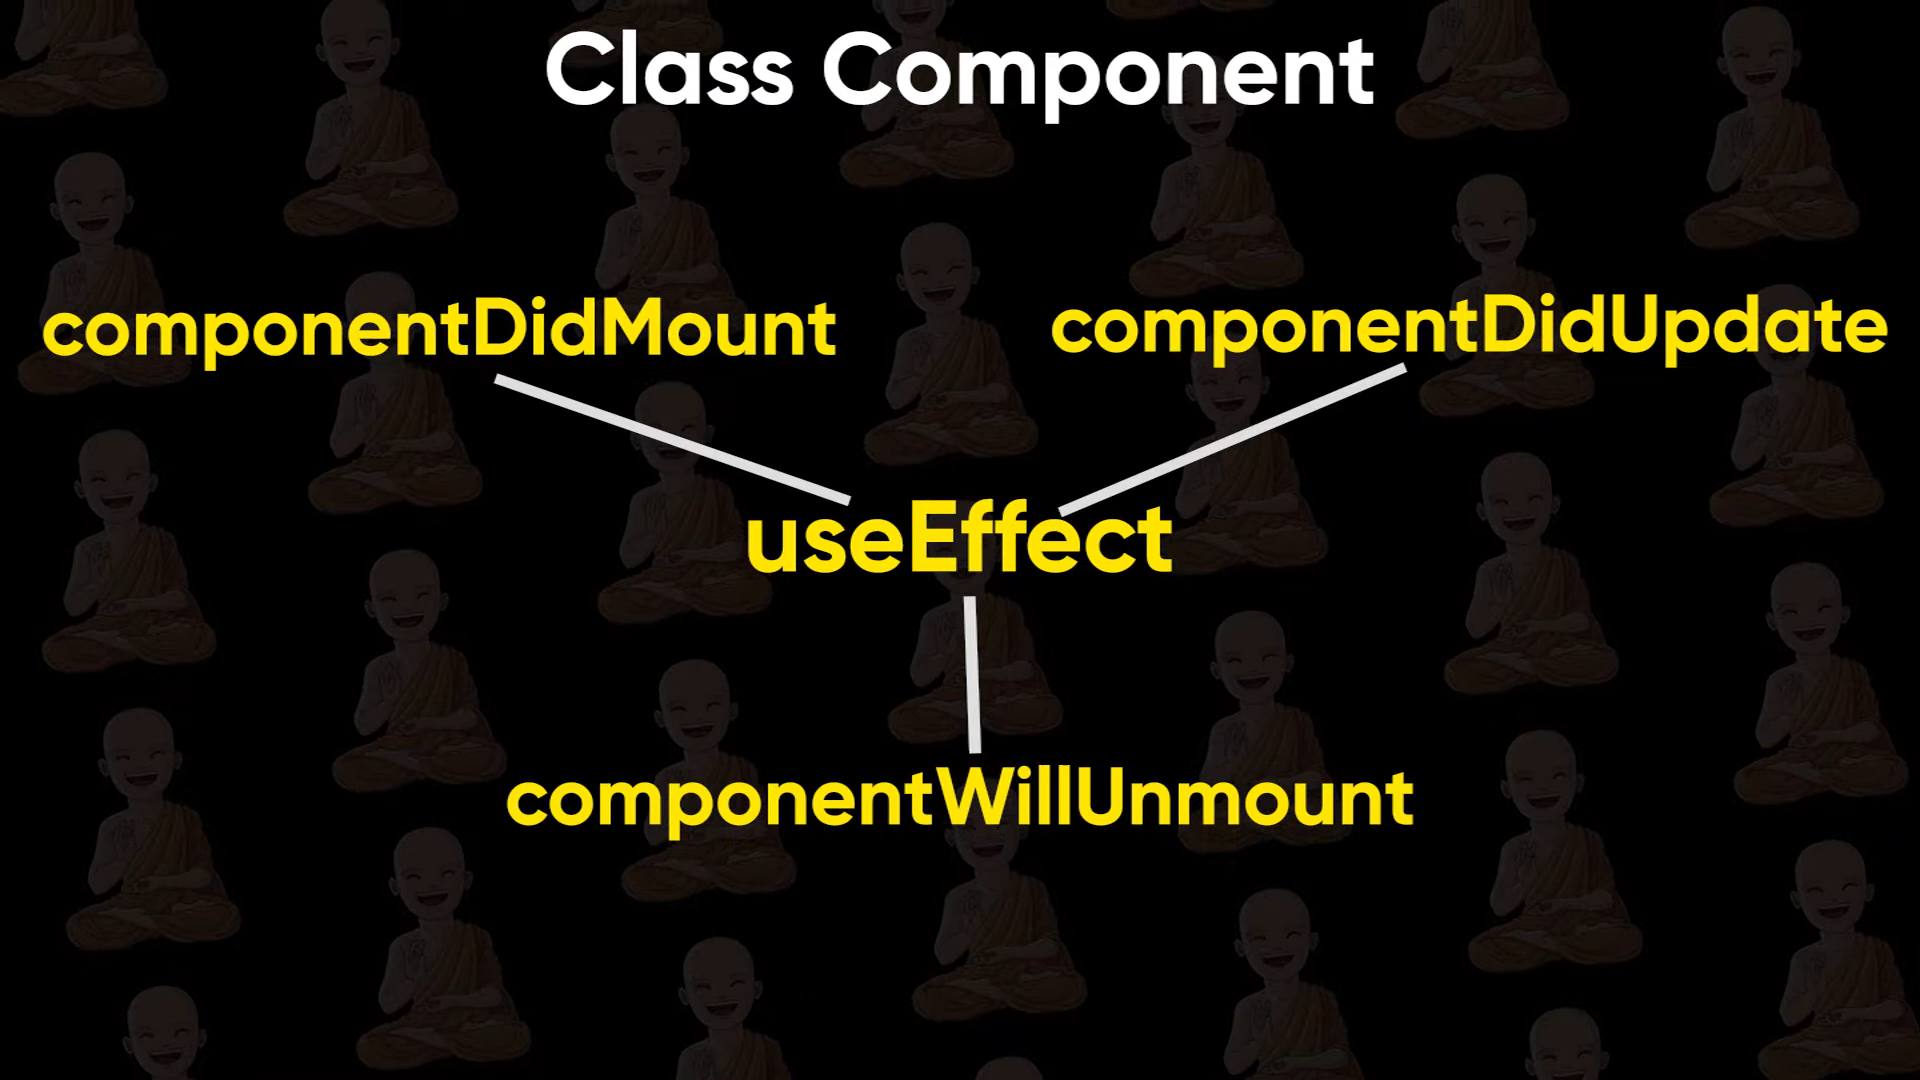 Class Component
componentDidMount
componentDidUpdate
useEffect
componentWillUnmount